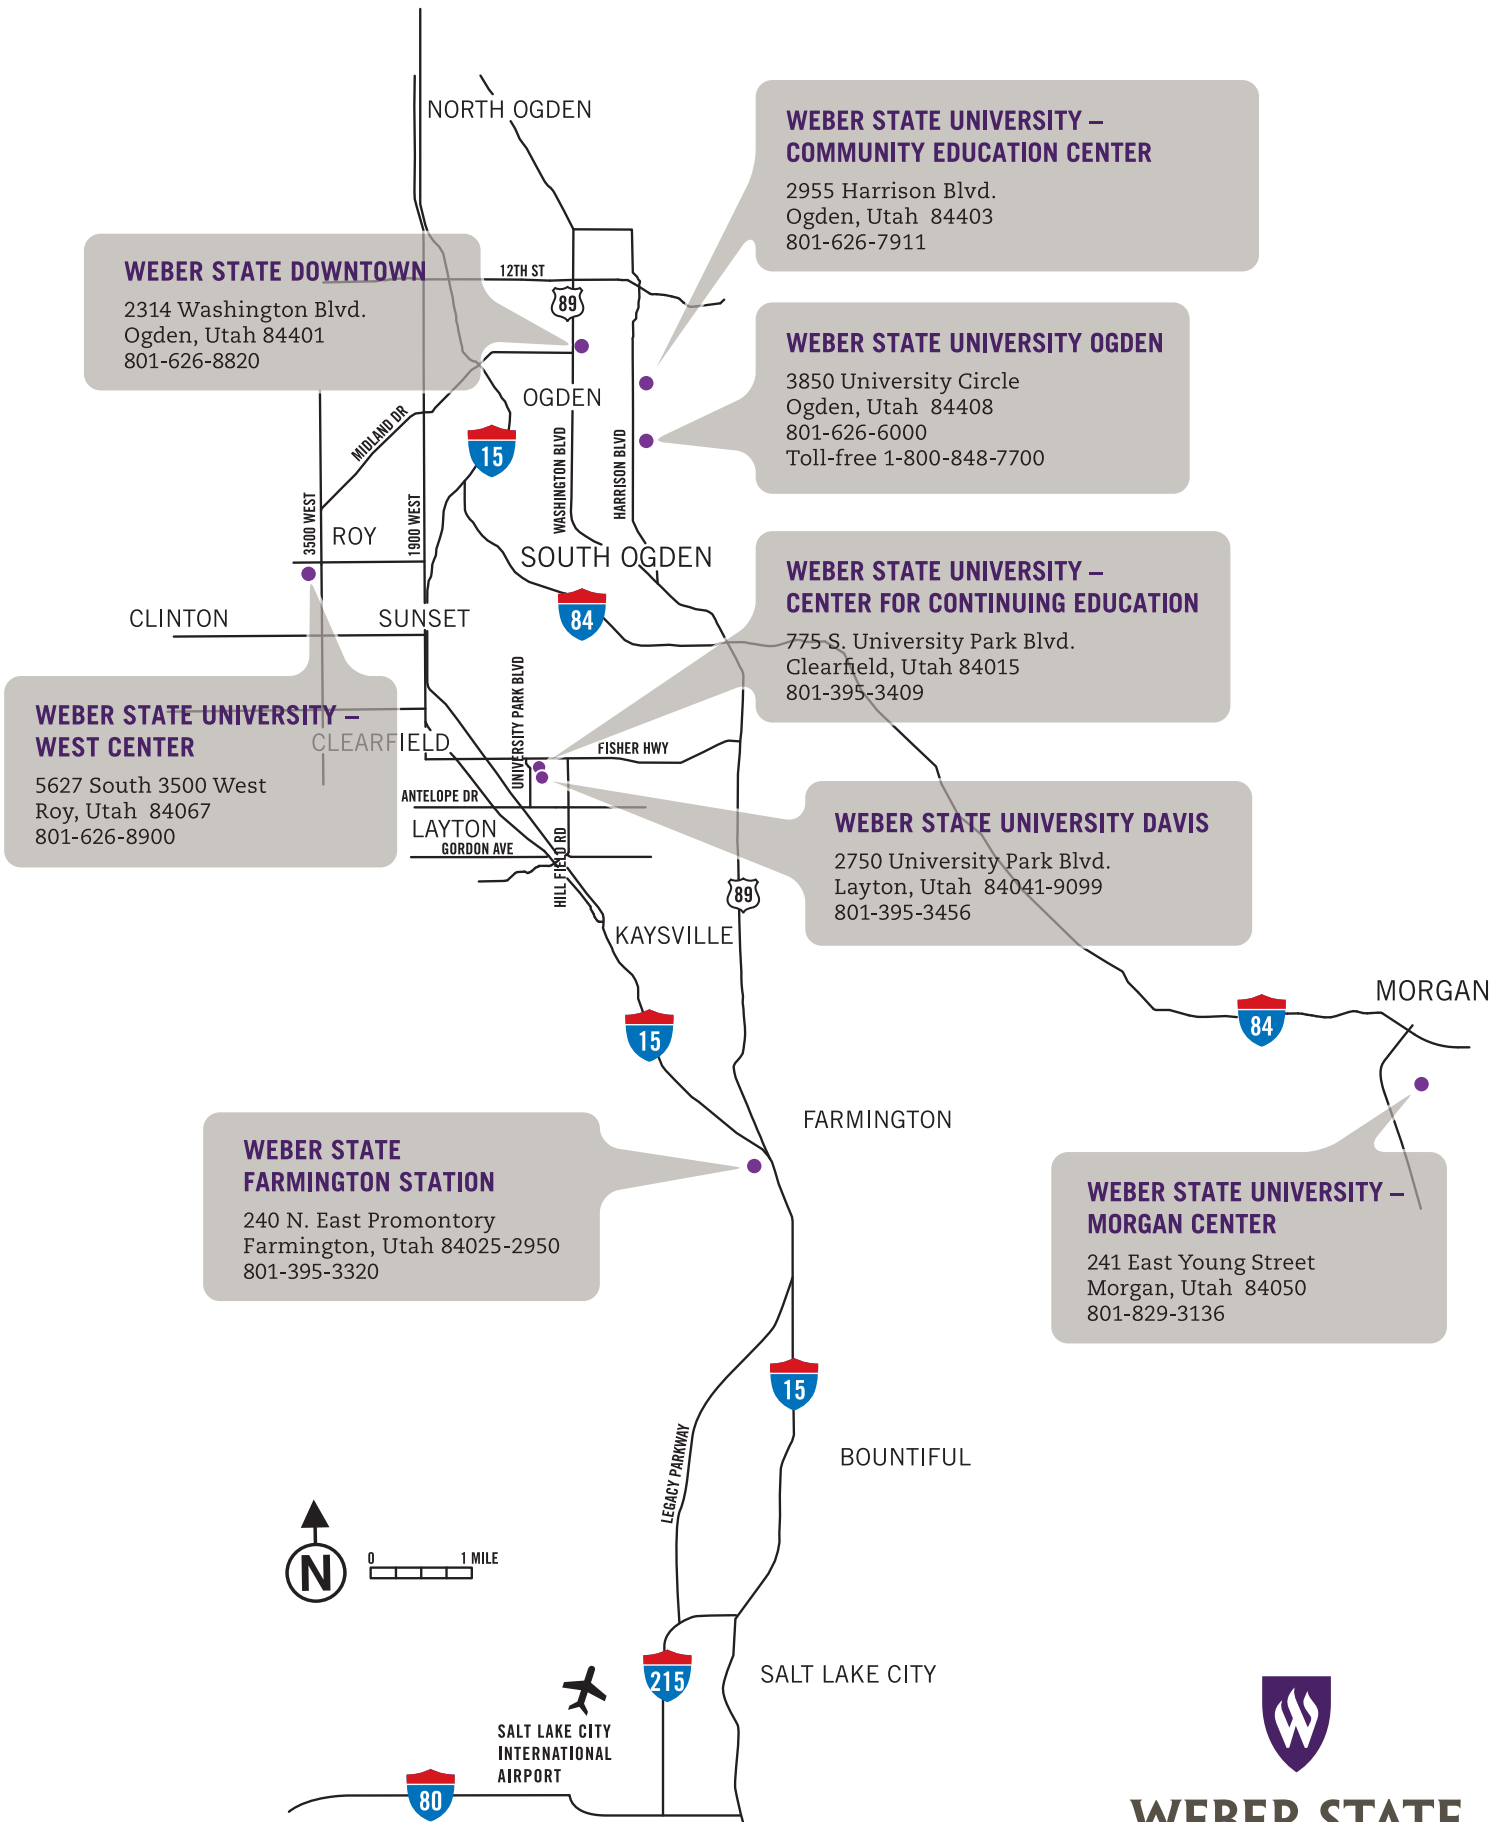 NORTH OGDEN
WEBER STATE UNIVERSITY –
COMMUNITY EDUCATION CENTER
2955 Harrison Blvd.
Ogden, Utah 84403
801-626-7911
WEBER STATE DOWNTOWN
2314 Washington Blvd.
Ogden, Utah 84401
801-626-8820
12TH ST
89
WEBER STATE UNIVERSITY OGDEN
3850 University Circle
Ogden, Utah 84408
801-626-6000
Toll-free 1-800-848-7700
OGDEN
MIDLAND DR
15
WASHINGTON BLVD
HARRISON BLVD
3500 WEST
ROY
1900 WEST
SOUTH OGDEN
WEBER STATE UNIVERSITY –
CENTER FOR CONTINUING EDUCATION
775 S. University Park Blvd.
Clearfield, Utah 84015
801-395-3409
CLINTON
SUNSET
84
WEBER STATE UNIVERSITY –
WEST CENTER
5627 South 3500 West
Roy, Utah 84067
801-626-8900
CLEARFIELD
UNIVERSITY PARK BLVD
FISHER HWY
ANTELOPE DR
LAYTON
GORDON AVE
HILL FIELD RD
WEBER STATE UNIVERSITY DAVIS
2750 University Park Blvd.
Layton, Utah 84041-9099
801-395-3456
89
KAYSVILLE
MORGAN
15
84
FARMINGTON
WEBER STATE
FARMINGTON STATION
240 N. East Promontory
Farmington, Utah 84025-2950
801-395-3320
WEBER STATE UNIVERSITY –
MORGAN CENTER
241 East Young Street
Morgan, Utah 84050
801-829-3136
15
LEGACY PARKWAY
BOUNTIFUL
N
0 1 MILE
215
SALT LAKE CITY
SALT LAKE CITY
INTERNATIONAL
AIRPORT
80
W
WEBER STATE